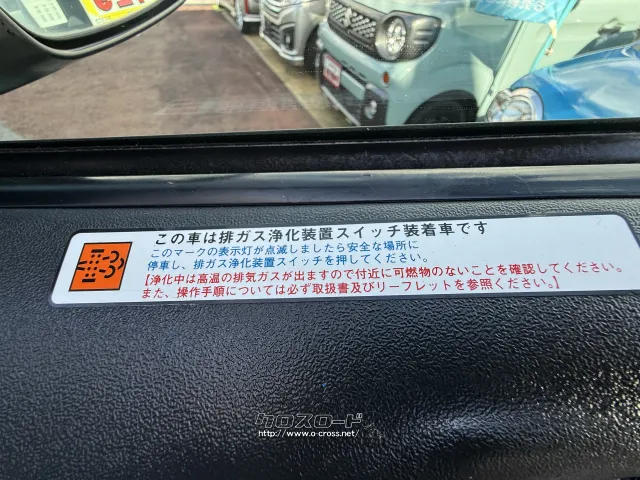 この車は排ガス浄化装置スイッチ装着車です
このマークの表示灯が点滅しましたら安全な場所に
停車し、排ガス浄化装置スイッチを押してください。
【浄化中は高温の排気ガスが出ますので付近に可燃物のないことを確認してください。
また、操作手順については必ず取扱書及びリーフレットを参照ください。】
クロスロード
http://www.o-cross.net/